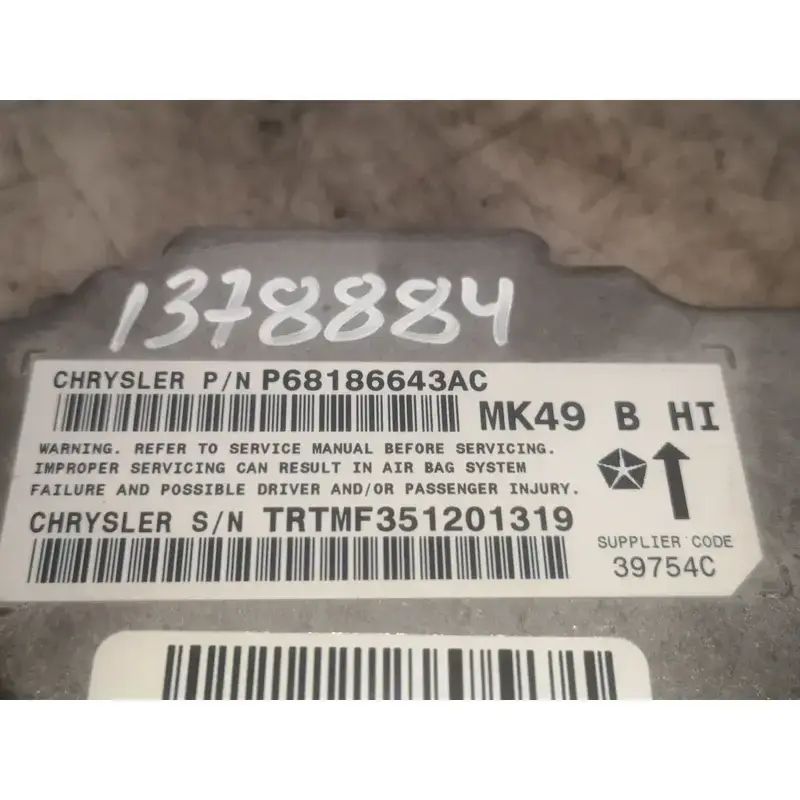 1378884
CHRYSLER P/N P68186643AC
MK49 B HI
WARNING. REFER TO SERVICE MANUAL BEFORE SERVICING.
IMPROPER SERVICING CAN RESULT IN AIR BAG SYSTEM
FAILURE AND POSSIBLE DRIVER AND/OR PASSENGER INJURY.
CHRYSLER S/N TRTMF351201319
SUPPLIER CODE
39754C